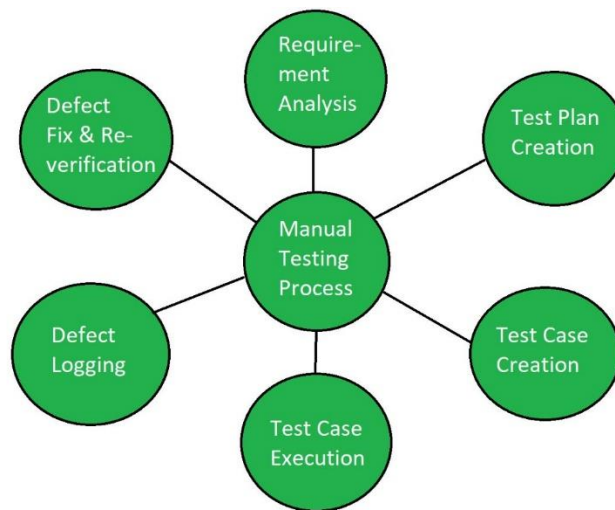 Require-
ment
Analysis
Test Plan
Creation
Test Case
Creation
Test Case
Execution
Defect
Logging
Defect
Fix & Re-
verification
Manual
Testing
Process